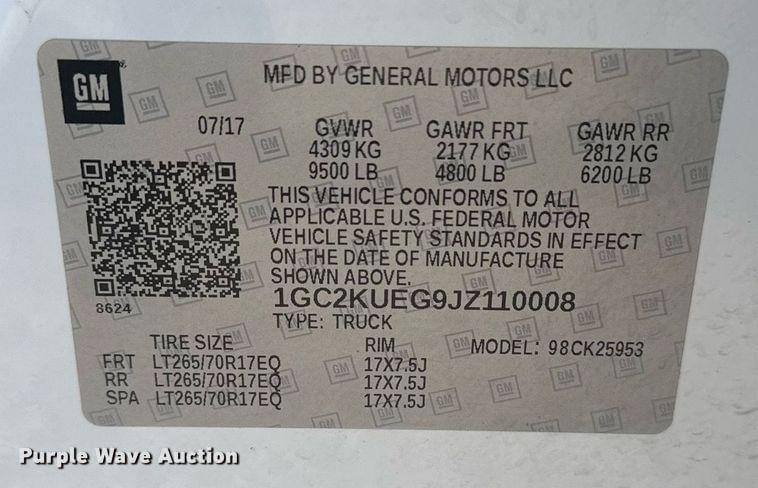 GM
MFD BY GENERAL MOTORS LLC
07/17 GVWR GAWR FRT GAWR RR
4309 KG 2177 KG 2812 KG
9500 LB 4800 LB 6200 LB
THIS VEHICLE CONFORMS TO ALL
APPLICABLE U.S. FEDERAL MOTOR
VEHICLE SAFETY STANDARDS IN EFFECT
ON THE DATE OF MANUFACTURE
SHOWN ABOVE.
8624
1GC2KUEG9JZ110008
TYPE: TRUCK
TIRE SIZE RIM MODEL: 98CK25953
FRT LT265/70R17EQ 17X7.5J
RR LT265/70R17EQ 17X7.5J
SPA LT265/70R17EQ 17X7.5J
Purple Wave Auction